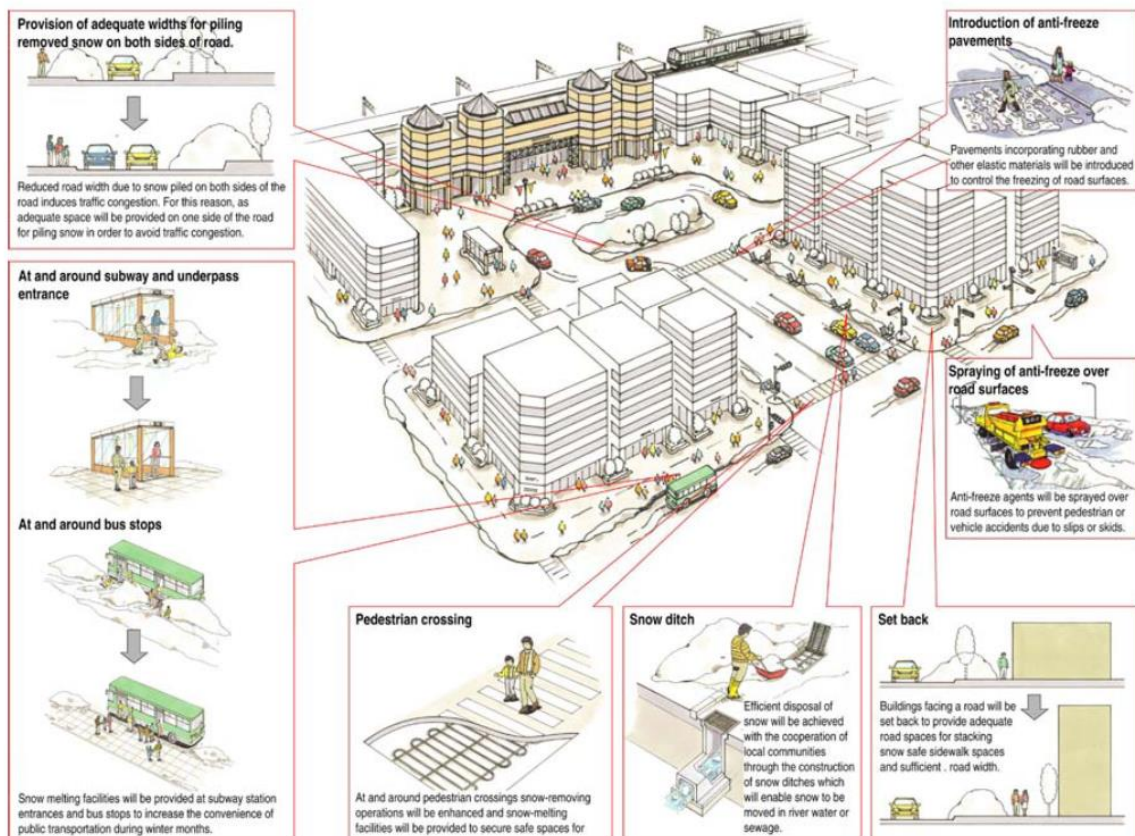 Provision of adequate widths for piling
removed snow on both sides of road.
Reduced road width due to snow piled on both sides of the
road induces traffic congestion. For this reason, as
adequate space will be provided on one side of the road
for piling snow in order to avoid traffic congestion.
At and around subway and underpass
entrance
At and around bus stops
Snow melting facilities will be provided at subway station
entrances and bus stops to increase the convenience of
public transportation during winter months.
Introduction of anti-freeze
pavements
Pavements incorporating rubber and
other elastic materials will be introduced
to control the freezing of road surfaces.
Spraying of anti-freeze over
road surfaces
Anti-freeze agents will be sprayed over
road surfaces to prevent pedestrian or
vehicle accidents due to slips or skids.
Pedestrian crossing
At and around pedestrian crossings snow-removing
operations will be enhanced and snow-melting
facilities will be provided to secure safe spaces for
Snow ditch
Efficient disposal of
snow will be achieved
with the cooperation of
local communities
through the construction
of snow ditches which
will enable snow to be
moved in river water or
sewage.
Set back
Buildings facing a road will be
set back to provide adequate
road spaces for stacking
snow safe sidewalk spaces
and sufficient . road width.